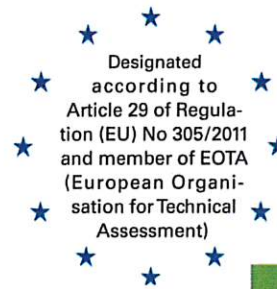 Designated
according to
Article 29 of Regula-
tion (EU) No 305/2011
and member of EOTA
(European Organi-
sation for Technical
Assessment)